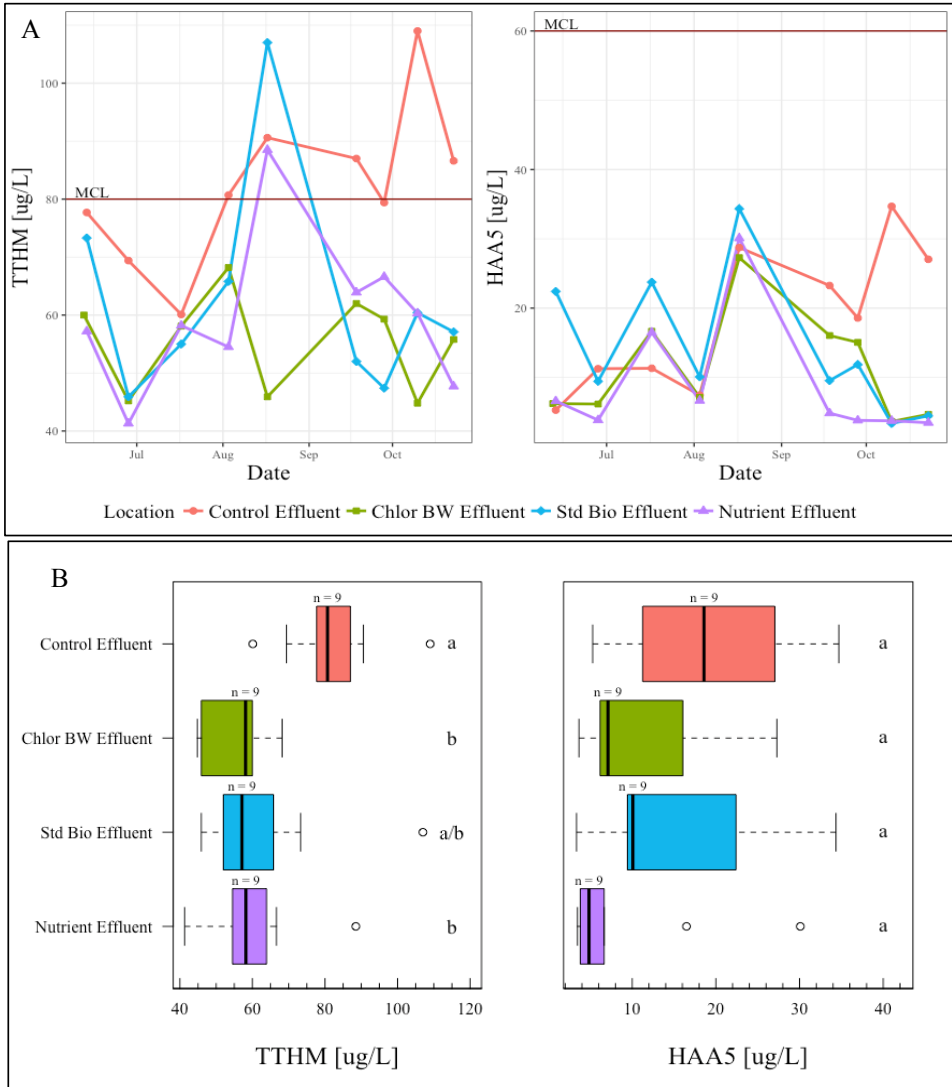 A
MCL
100
80
60
40
TTHM [ug/L]
Jul Aug Sep Oct
Date
MCL
60
40
20
HAA5 [ug/L]
Jul Aug Sep Oct
Date
Location Control Effluent Chlor BW Effluent Std Bio Effluent Nutrient Effluent
B
n = 9
Control Effluent
a
n = 9
Chlor BW Effluent
b
n = 9
Std Bio Effluent
a/b
n = 9
Nutrient Effluent
b
40 60 80 100 120
TTHM [ug/L]
n = 9
a
n = 9
a
n = 9
a
n = 9
a
10 20 30 40
HAA5 [ug/L]